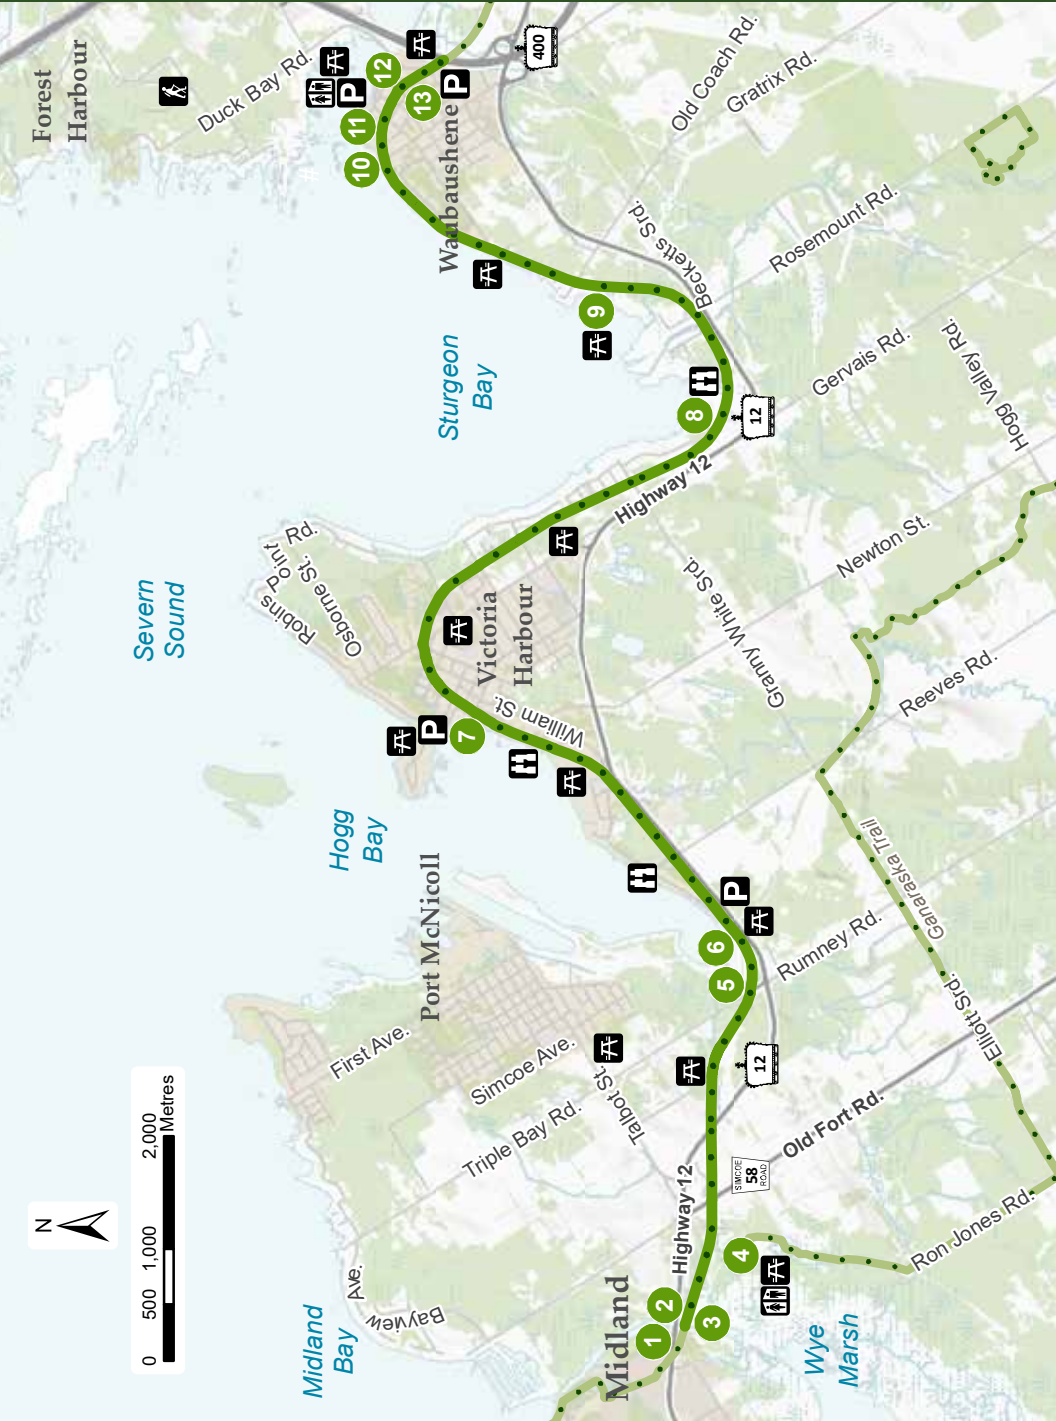 Forest
Harbour
Duck Bay Rd.
P
12
11
10
13
P
400
Waubaushene
Old Coach Rd.
Gratrix Rd.
Rosemount Rd.
Becketts Srd.
9
Sturgeon
Bay
8
12
Highway 12
Gervais Rd.
Hogg Valley Rd.
Newton St.
Granny White Srd.
Reeves Rd.
Severn
Sound
Robins Point Rd.
Osborne St.
Victoria
Harbour
William St.
P
7
Hogg
Bay
Port McNicoll
P
6
5
Rumney Rd.
Ganaraska Trail
Elliott Srd.
First Ave.
Simcoe Ave.
Talbot St.
Triple Bay Rd.
12
Old Fort Rd.
SIMCOE
58
ROAD
Highway 12
Ron Jones Rd.
4
Midland
1
2
3
Wye
Marsh
Midland
Bay
Bayview Ave.
N
0 500 1,000 2,000
Metres